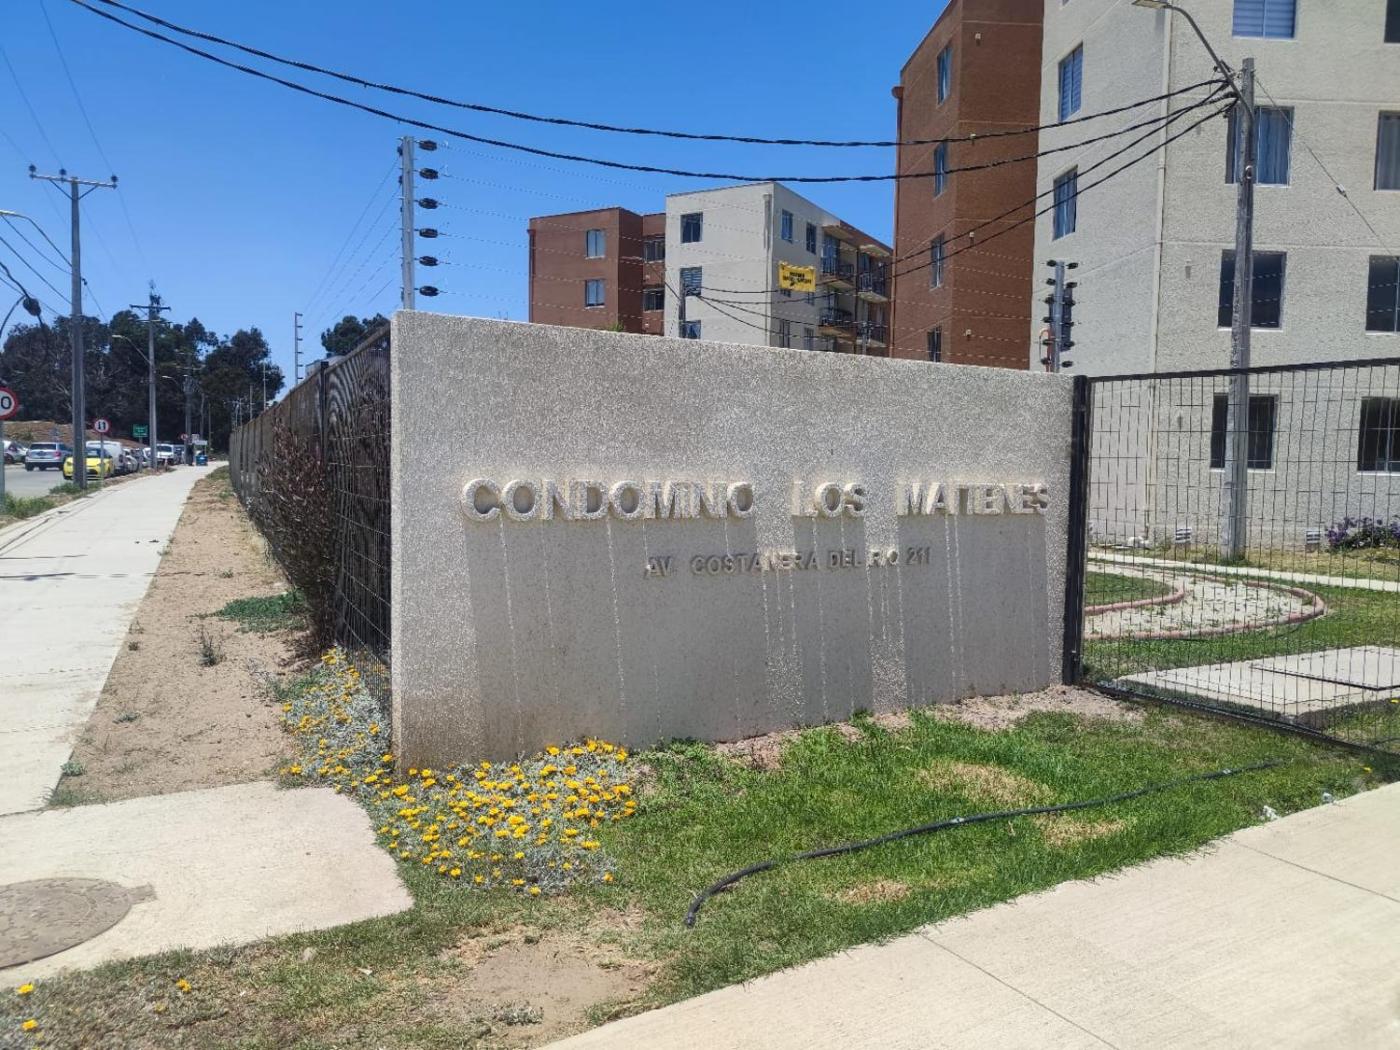 CONDOMINIO LOS MAITENES
AV. COSTANERA DEL RIO 211